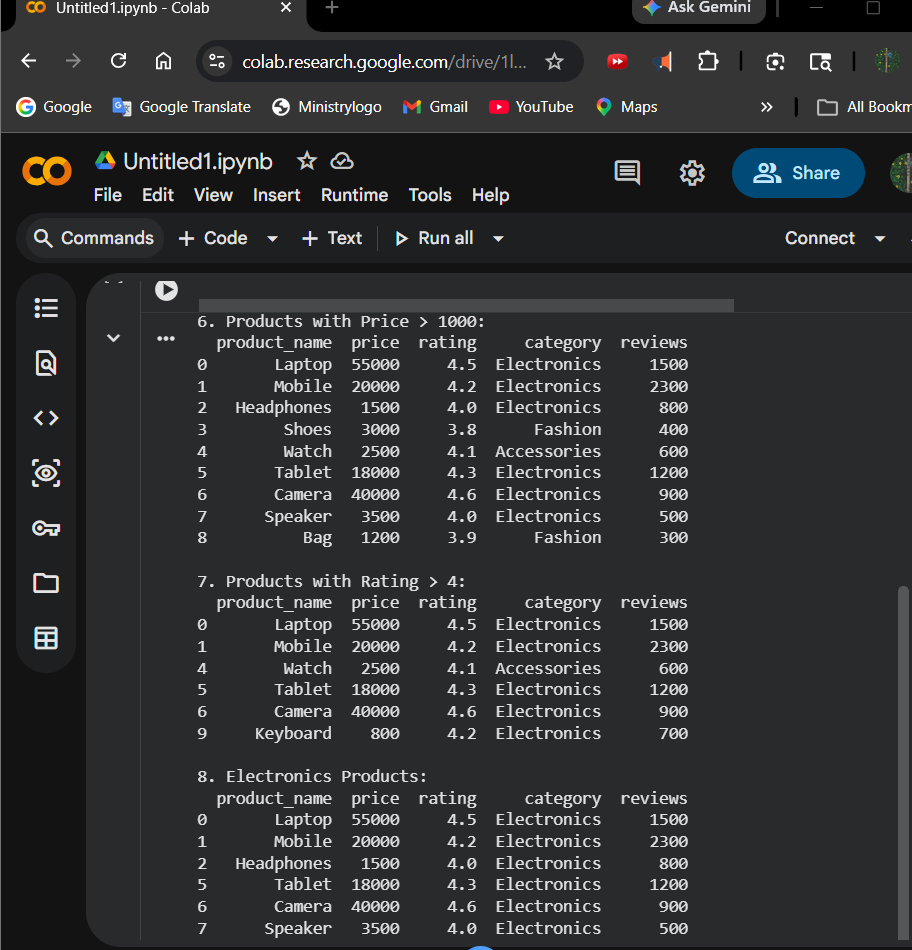 Untitled1.ipynb - Colab
Ask Gemini
colab.research.google.com/drive/1l...
Google Google Translate Ministrylogo Gmail YouTube Maps » All Bookm
Untitled1.ipynb
File Edit View Insert Runtime Tools Help
Share
Commands + Code + Text Run all Connect
6. Products with Price > 1000:
product_name price rating category reviews
0 Laptop 55000 4.5 Electronics 1500
1 Mobile 20000 4.2 Electronics 2300
2 Headphones 1500 4.0 Electronics 800
3 Shoes 3000 3.8 Fashion 400
4 Watch 2500 4.1 Accessories 600
5 Tablet 18000 4.3 Electronics 1200
6 Camera 40000 4.6 Electronics 900
7 Speaker 3500 4.0 Electronics 500
8 Bag 1200 3.9 Fashion 300
7. Products with Rating > 4:
product_name price rating category reviews
0 Laptop 55000 4.5 Electronics 1500
1 Mobile 20000 4.2 Electronics 2300
4 Watch 2500 4.1 Accessories 600
5 Tablet 18000 4.3 Electronics 1200
6 Camera 40000 4.6 Electronics 900
9 Keyboard 800 4.2 Electronics 700
8. Electronics Products:
product_name price rating category reviews
0 Laptop 55000 4.5 Electronics 1500
1 Mobile 20000 4.2 Electronics 2300
2 Headphones 1500 4.0 Electronics 800
5 Tablet 18000 4.3 Electronics 1200
6 Camera 40000 4.6 Electronics 900
7 Speaker 3500 4.0 Electronics 500